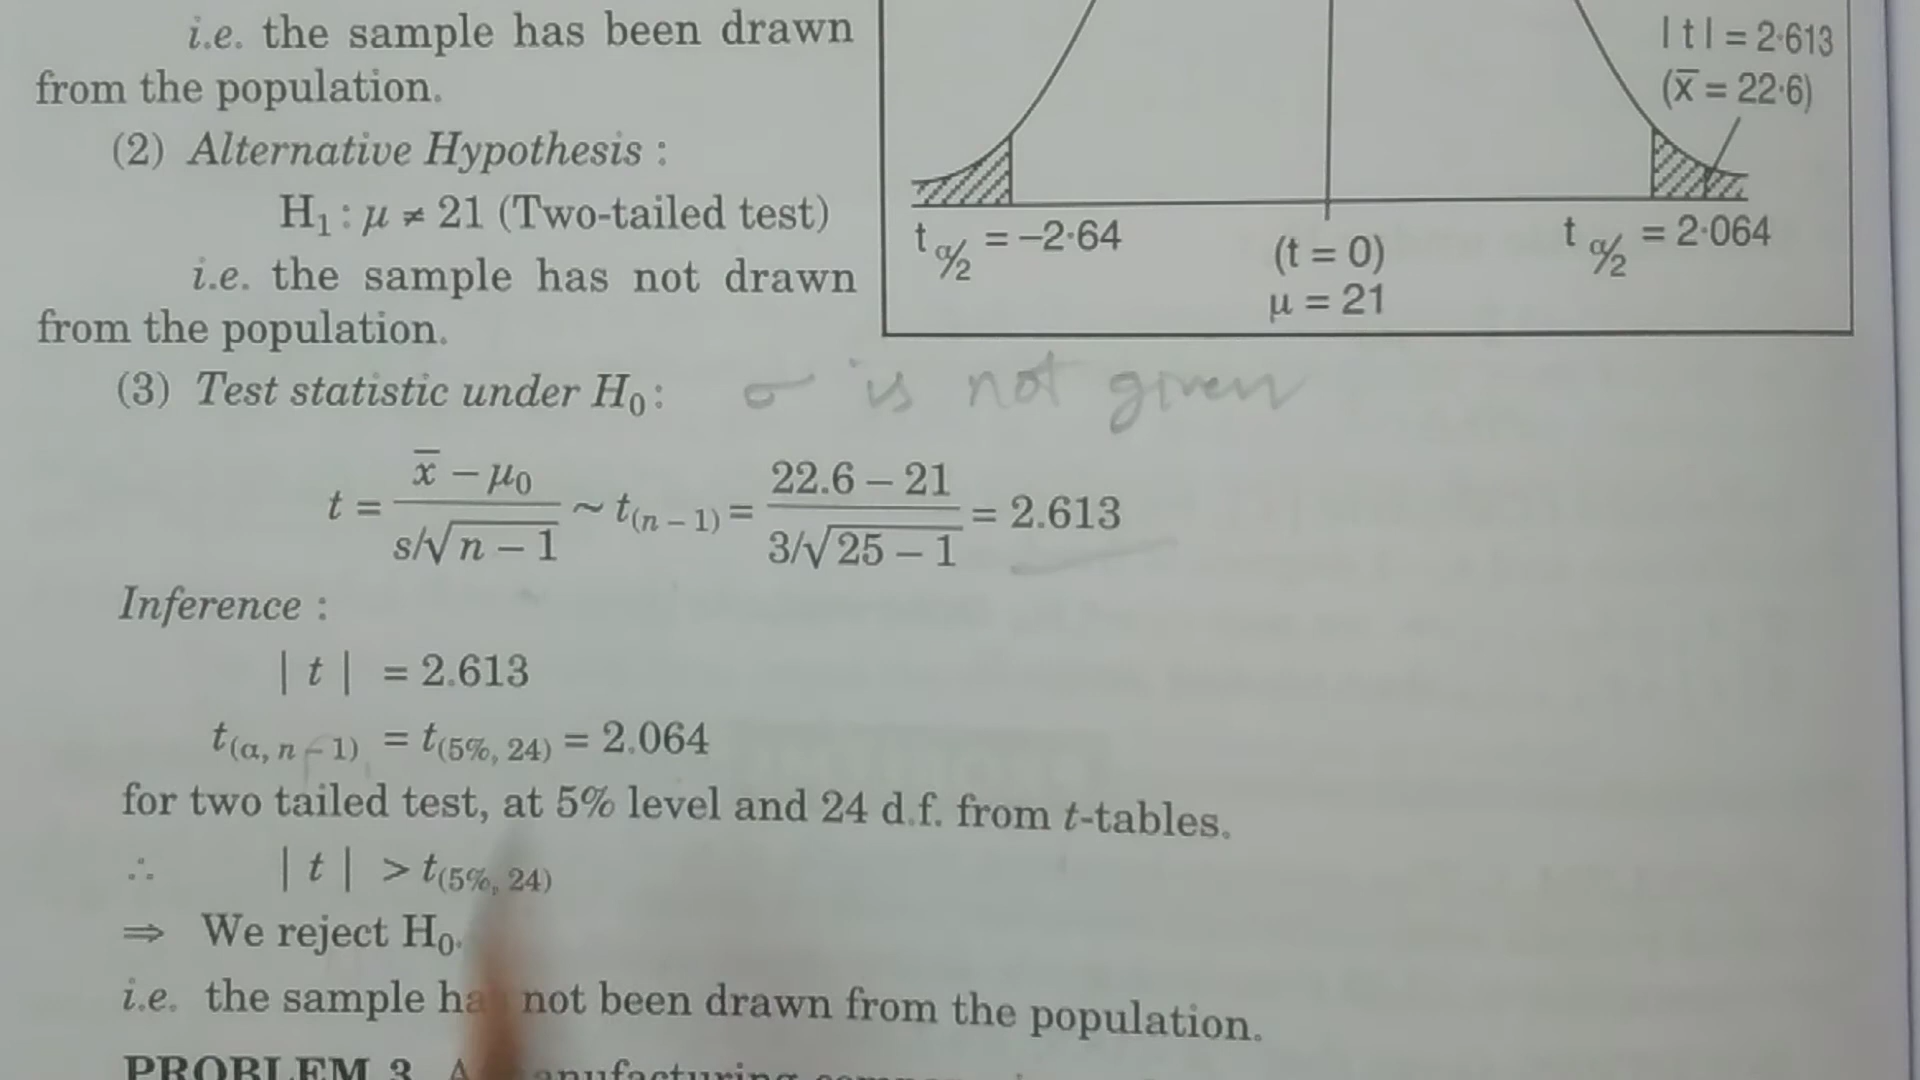 i.e. the sample has been drawn
from the population.
(2) Alternative Hypothesis :
H₁ : μ ≠ 21 (Two-tailed test)
i.e. the sample has not drawn
from the population.
| t | = 2·613
(x̄ = 22·6)
t α/2 = –2·64
(t = 0)
μ = 21
t α/2 = 2·064
(3) Test statistic under H₀ :
σ is not given
t = (x̄ – μ₀) / (s/√(n – 1)) ~ t₍ₙ ₋ ₁₎ = (22.6 – 21) / (3/√(25 – 1)) = 2.613
Inference :
| t | = 2.613
t(α, n – 1) = t(5%, 24) = 2.064
for two tailed test, at 5% level and 24 d.f. from t-tables.
∴ | t | > t(5%, 24)
⇒ We reject H₀.
i.e. the sample not been drawn from the population.
PROBLEM 3